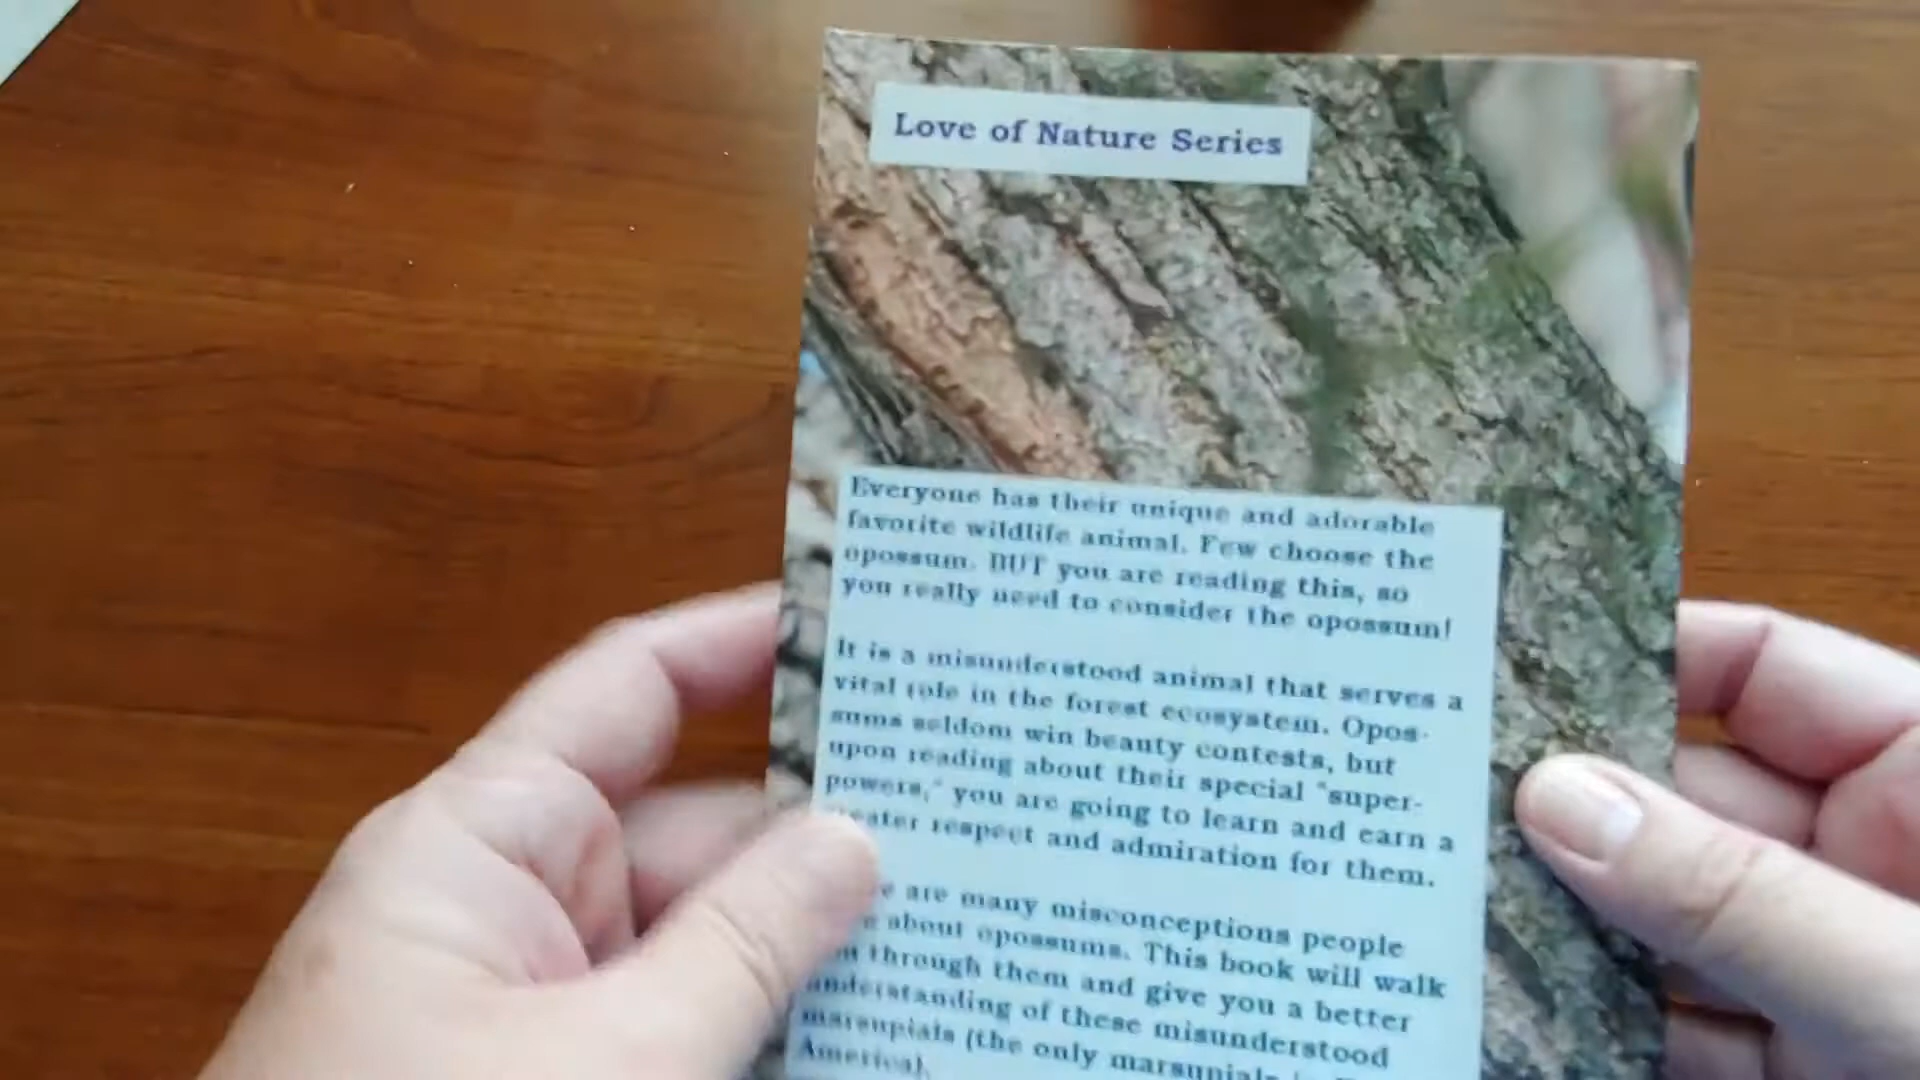 Love of Nature Series
Everyone has their unique and adorable
favorite wildlife animal. Few choose the
opossum. BUT you are reading this, so
you really need to consider the opossum!
It is a misunderstood animal that serves a
vital role in the forest ecosystem. Opos-
sums seldom win beauty contests, but
upon reading about their special "super-
powers," you are going to learn and earn a
respect and admiration for them.
are many misconceptions people
about opossums. This book will walk
through them and give you a better
understanding of these misunderstood
marsupials (the only marsupials
America).